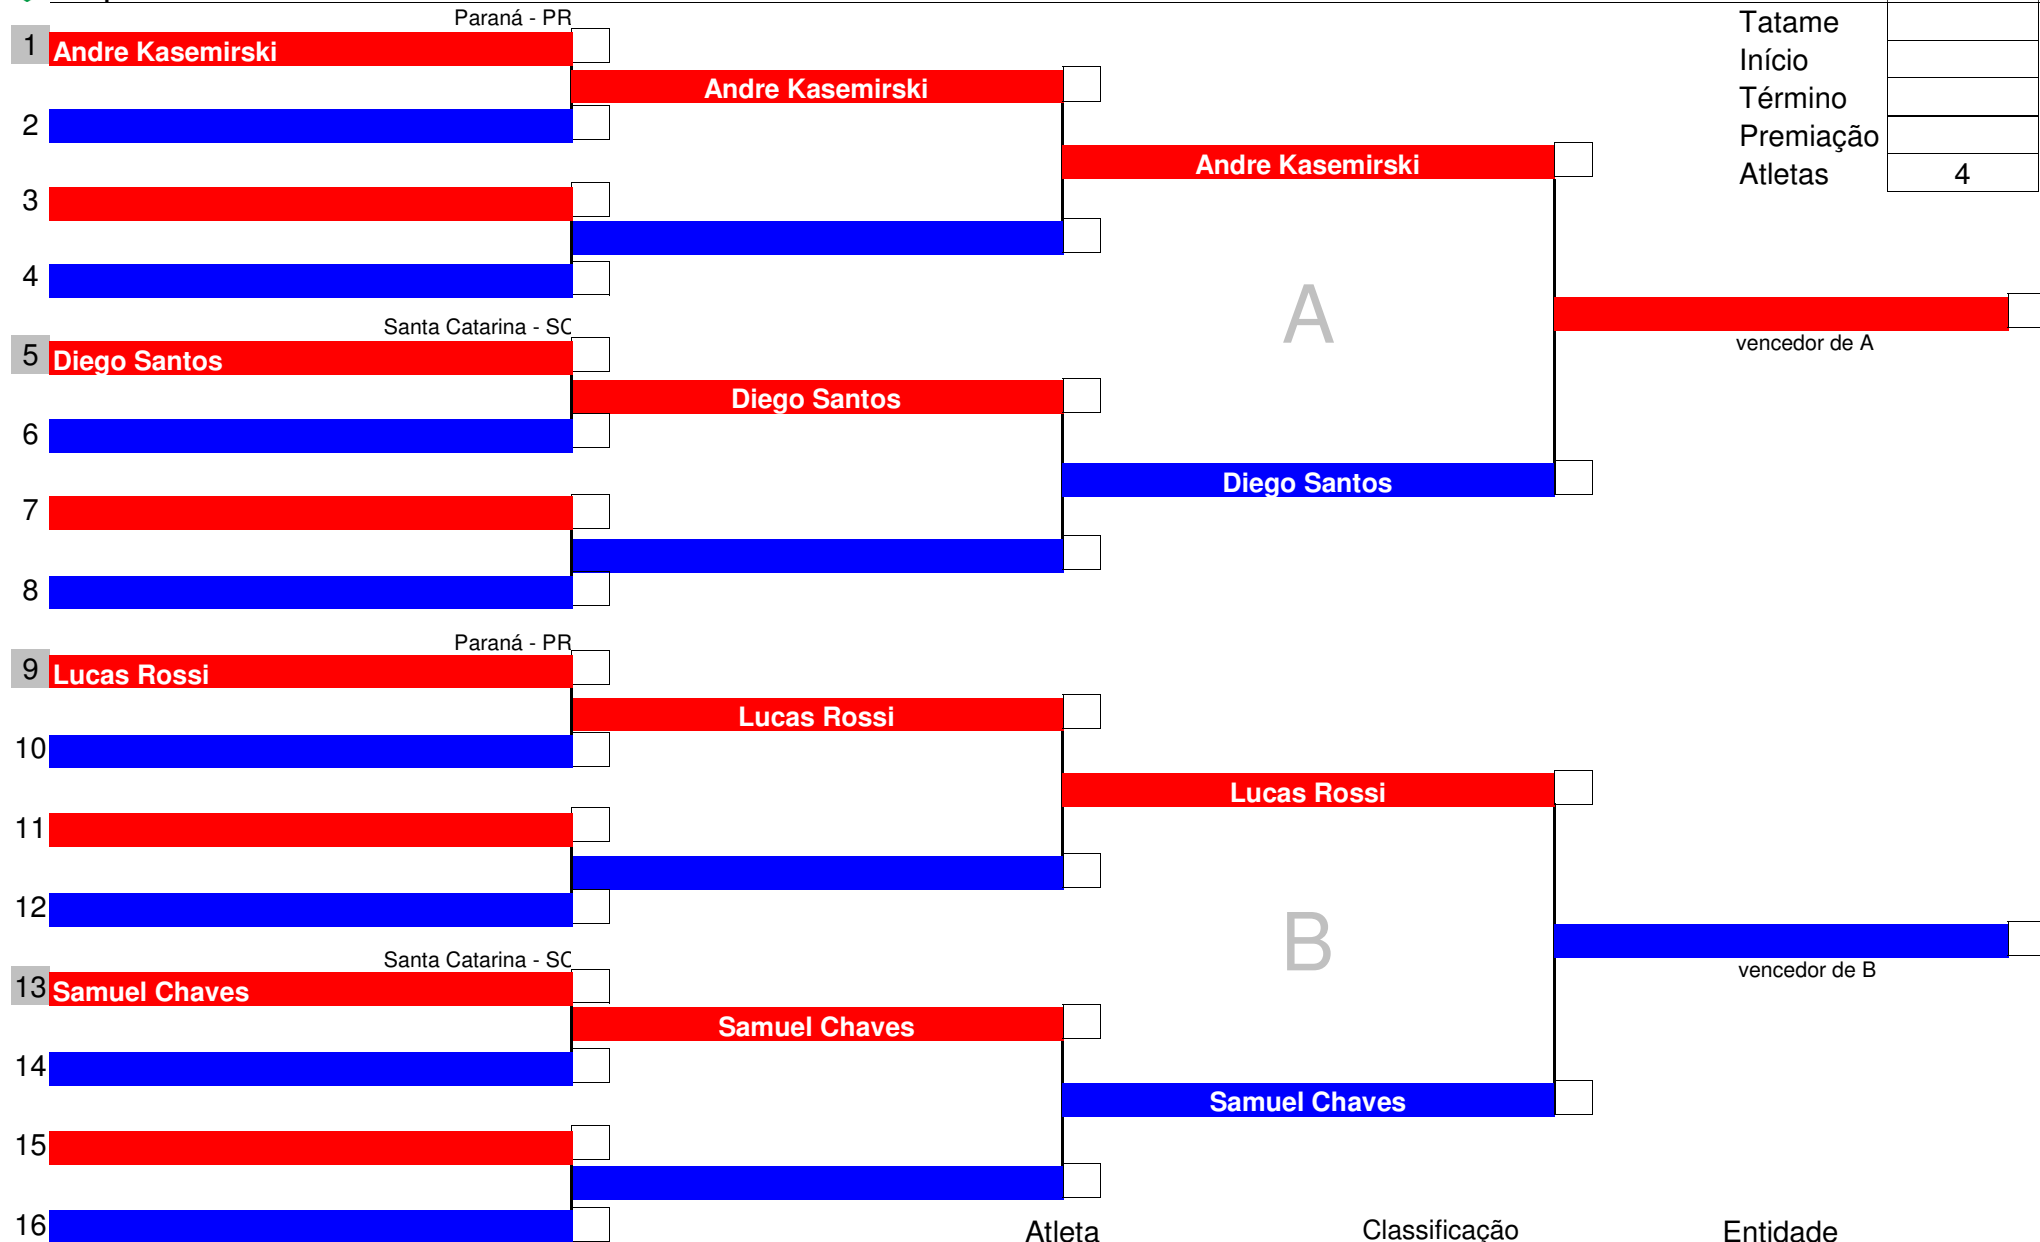 Paraná - PR
1 Andre Kasemirski
Andre Kasemirski
2
Andre Kasemirski
3
4
Santa Catarina - SC
5 Diego Santos
Diego Santos
6
Diego Santos
7
8
A
vencedor de A
Tatame
Início
Término
Premiação
Atletas 4
Paraná - PR
9 Lucas Rossi
Lucas Rossi
10
Lucas Rossi
11
12
Santa Catarina - SC
13 Samuel Chaves
Samuel Chaves
14
Samuel Chaves
15
16
B
vencedor de B
Atleta Classificação Entidade